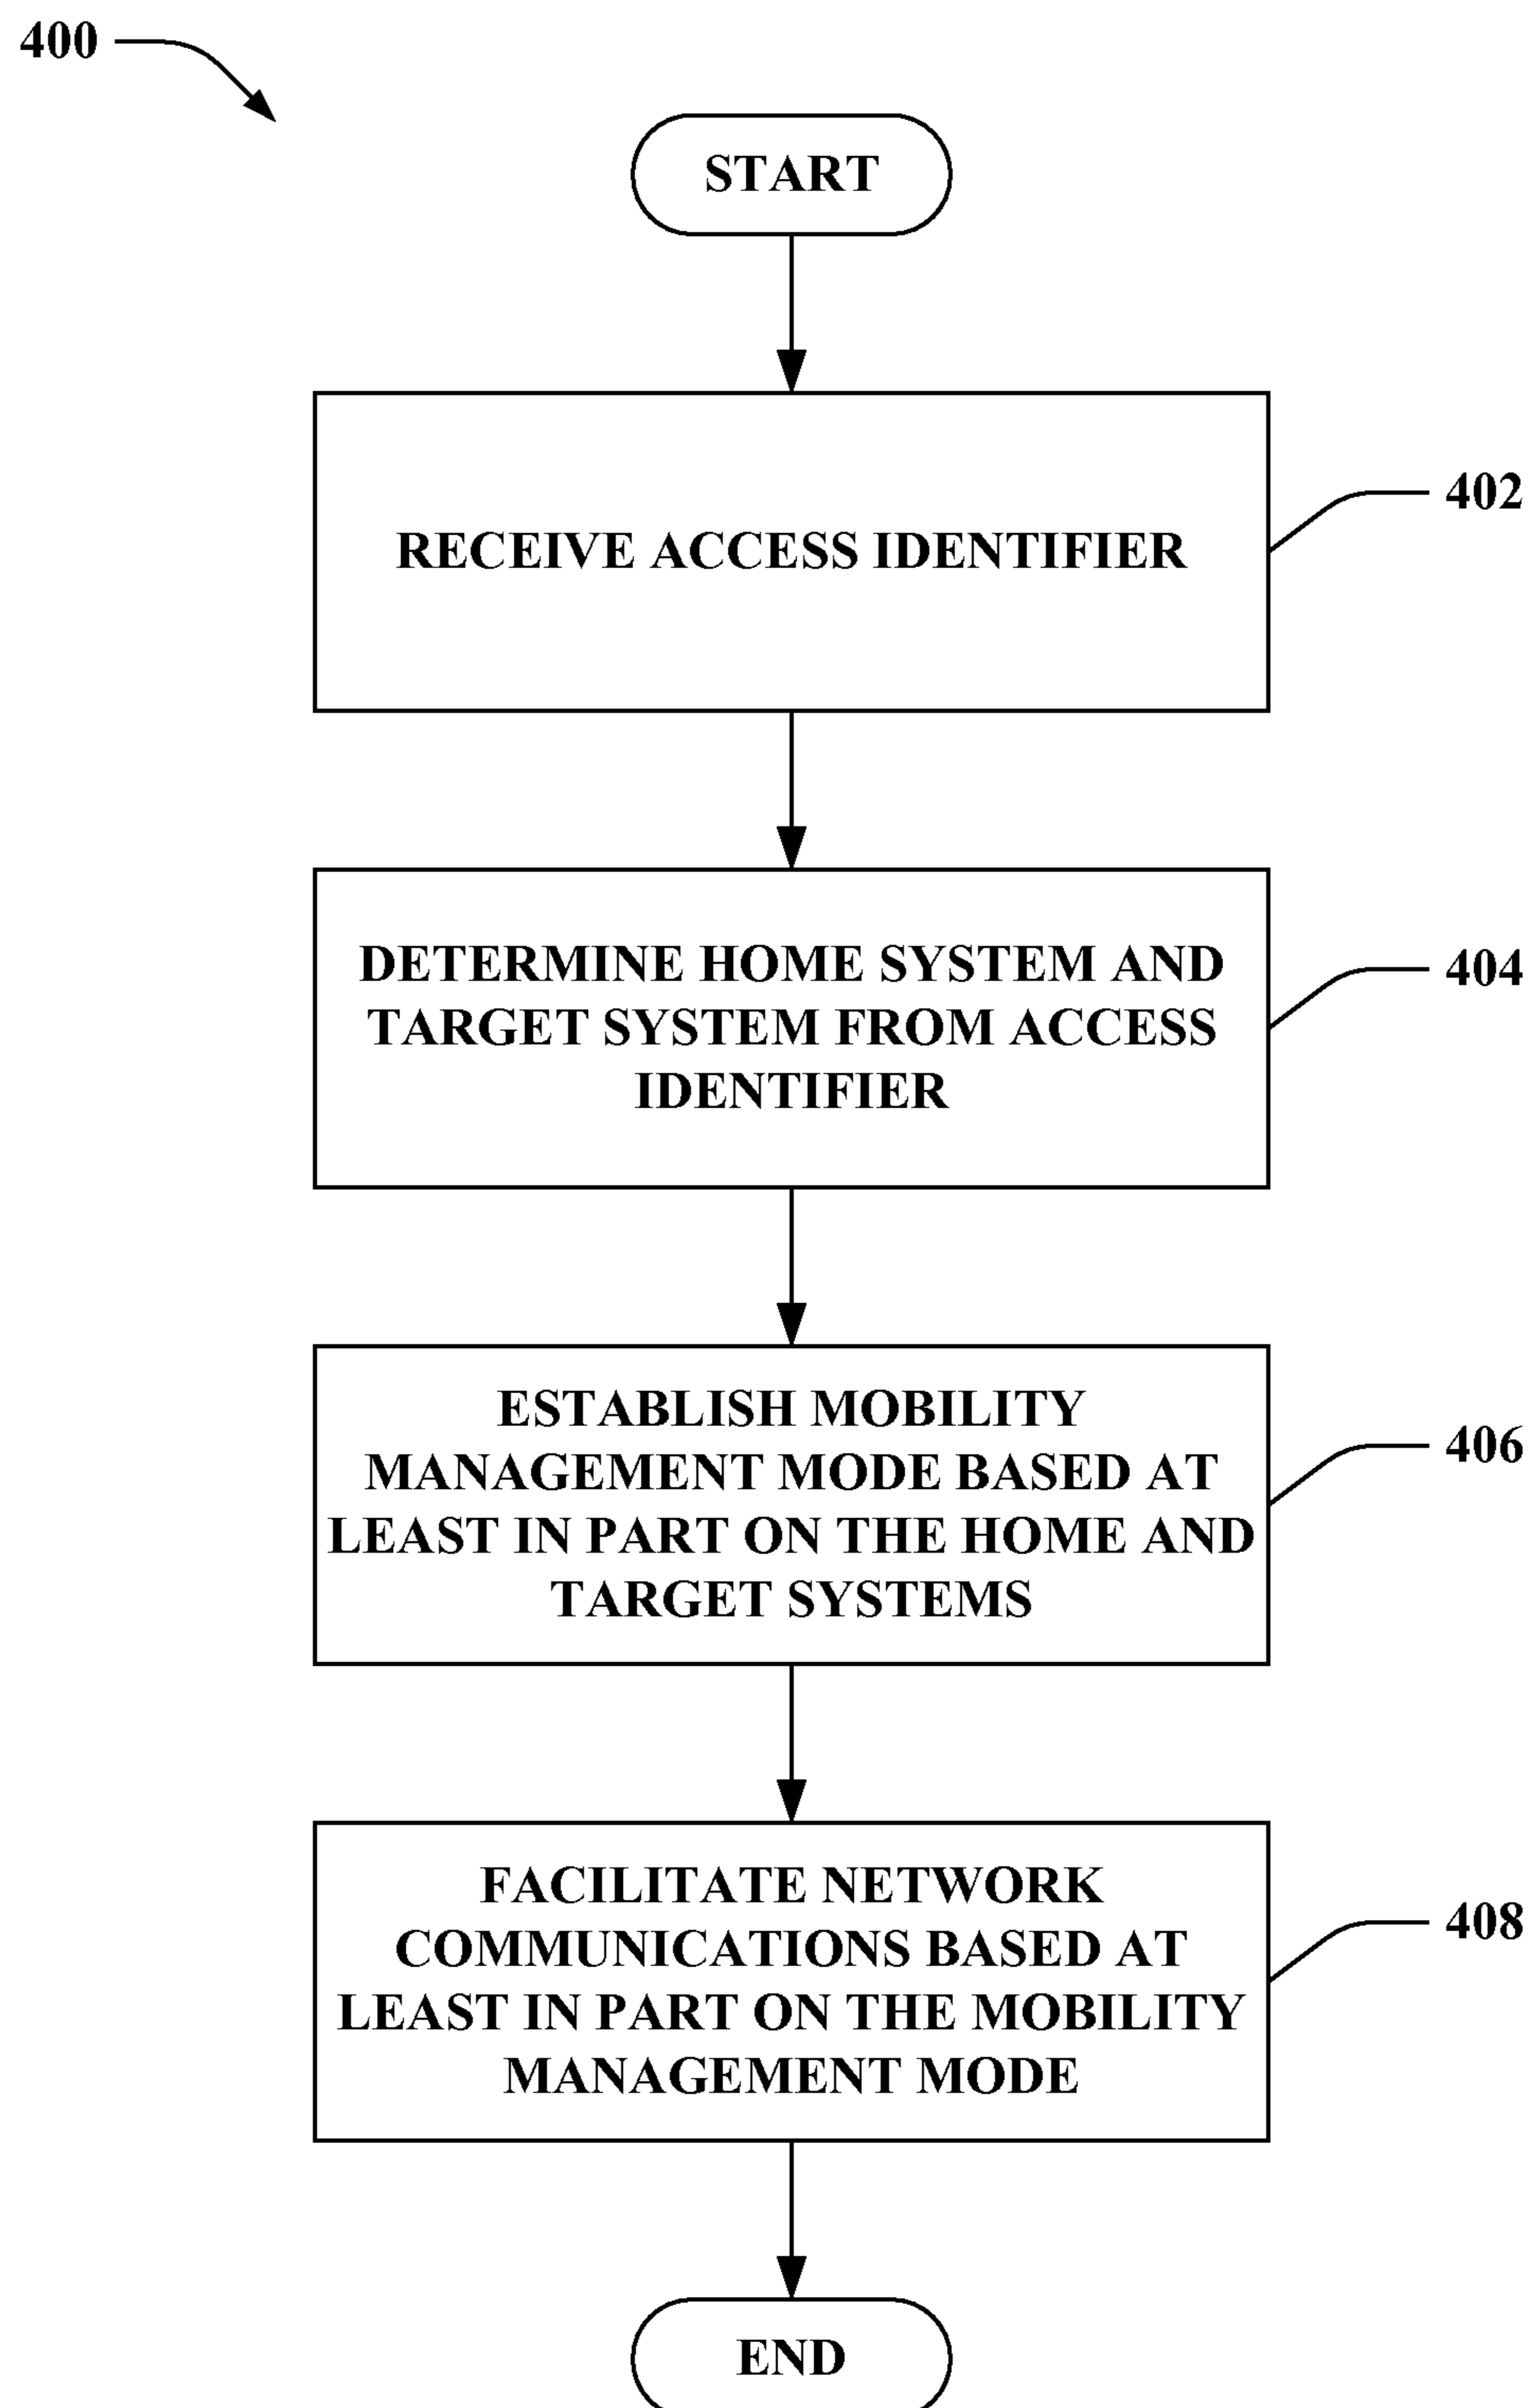 400
START
RECEIVE ACCESS IDENTIFIER
402
DETERMINE HOME SYSTEM AND
TARGET SYSTEM FROM ACCESS
IDENTIFIER
404
ESTABLISH MOBILITY
MANAGEMENT MODE BASED AT
LEAST IN PART ON THE HOME AND
TARGET SYSTEMS
406
FACILITATE NETWORK
COMMUNICATIONS BASED AT
LEAST IN PART ON THE MOBILITY
MANAGEMENT MODE
408
END